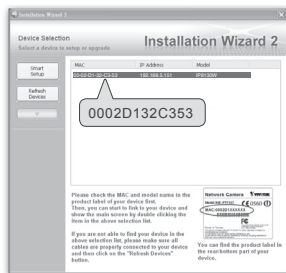 Installation Wizard 2
Device Selection
Select a device to setup or upgrade
Installation Wizard 2
Smart
Setup
Refresh
Devices
MAC IP Address Model
00-02-D1-32-C3-53 192.168.5.151 IP8130W
0002D132C353
Please check the MAC and model name in the
product label of your device first.
Then, you can start to link to your device and
show the main screen by double clicking the
item in the above selection list.
If you are not able to find your device in the
above selection list, please make sure all
cables are properly connected to your device
and then click on the "Refresh Devices"
button.
Network Camera
You can find the product label in
the rear/bottom part of your
device.